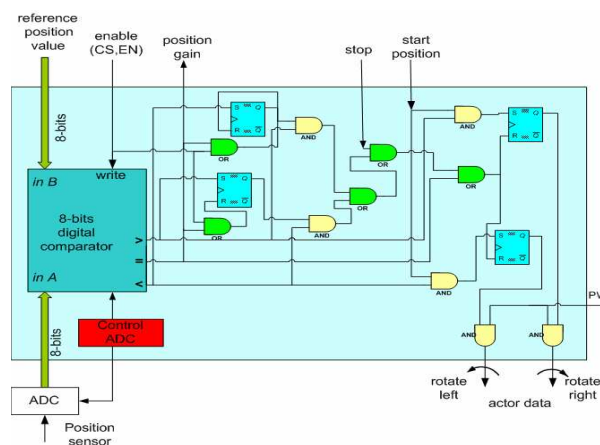 reference
position
value
enable
(CS,EN)
position
gain
stop
start
position
8-bits
in B
write
8-bits
digital
comparator
in A
>
=
<
S Q
R Q
OR
AND
S Q
R Q
OR
AND
OR
OR
OR
AND
S Q
R Q
AND
S Q
R Q
AND
AND
Control
ADC
8-bits
ADC
Position
sensor
rotate
left
actor data
rotate
right